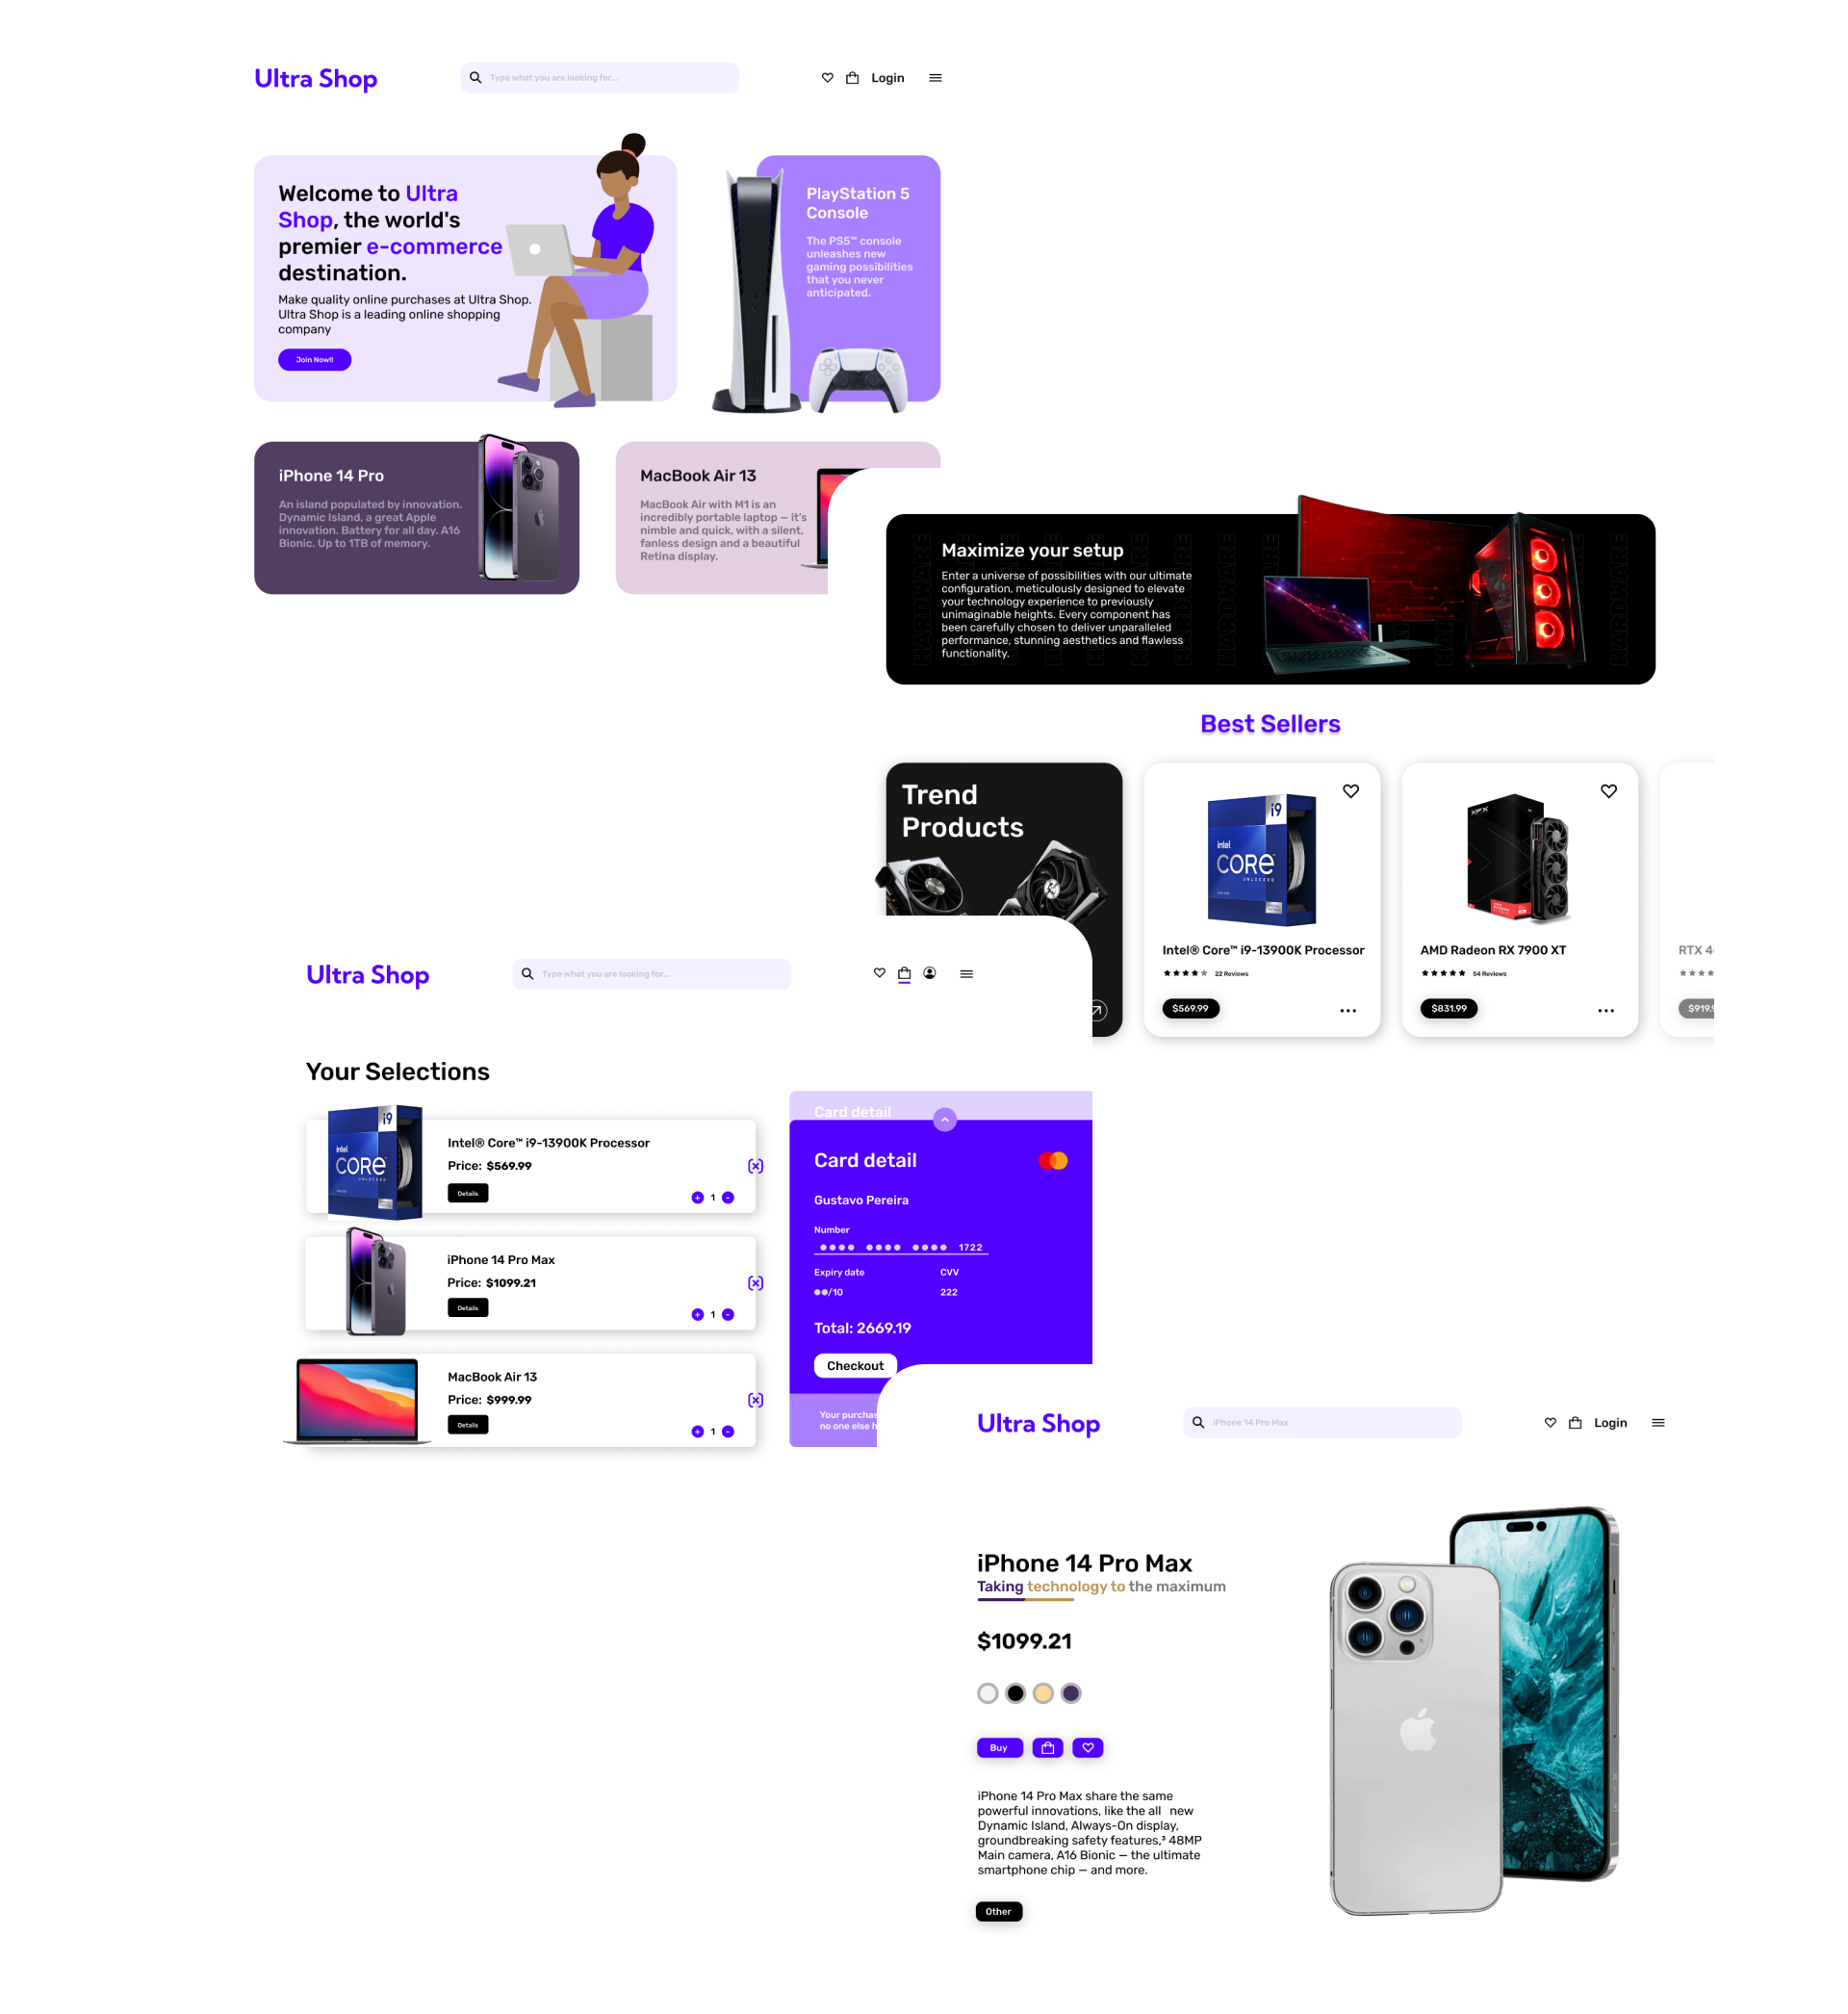 Ultra Shop
Type what you are looking for...
Login
Welcome to Ultra
Shop, the world's
premier e-commerce
destination.
Make quality online purchases at Ultra Shop.
Ultra Shop is a leading online shopping
company
Join Now!!
PlayStation 5
Console
The PS5™ console
unleashes new
gaming possibilities
that you never
anticipated.
iPhone 14 Pro
An island populated by innovation.
Dynamic Island, a great Apple
innovation. Battery for all day. A16
Bionic. Up to 1TB of memory.
MacBook Air 13
MacBook Air with M1 is an
incredibly portable laptop — it's
nimble and quick, with a silent,
fanless design and a beautiful
Retina display.
Maximize your setup
Enter a universe of possibilities with our ultimate
configuration, meticulously designed to elevate
your technology experience to previously
unimaginable heights. Every component has
been carefully chosen to deliver unparalleled
performance, stunning aesthetics and flawless
functionality.
HARDWARE
HARDWARE
Best Sellers
Trend
Products
i9
intel
CORE
UNLOCKED
Intel® Core™ i9-13900K Processor
22 Reviews
$569.99
XFX
AMD Radeon RX 7900 XT
54 Reviews
$831.99
RTX 4
$919.
Ultra Shop
Type what you are looking for...
Your Selections
i9
intel
CORE
UNLOCKED
Intel® Core™ i9-13900K Processor
Price: $569.99
Details
+ 1 -
iPhone 14 Pro Max
Price: $1099.21
Details
+ 1 -
MacBook Air 13
Price: $999.99
Details
+ 1 -
Card detail
Card detail
Gustavo Pereira
Number
●●●● ●●●● ●●●● 1722
Expiry date CVV
●●/10 222
Total: 2669.19
Checkout
Your purchas
no one else h
Ultra Shop
iPhone 14 Pro Max
Login
iPhone 14 Pro Max
Taking technology to the maximum
$1099.21
Buy
iPhone 14 Pro Max share the same
powerful innovations, like the all new
Dynamic Island, Always-On display,
groundbreaking safety features,³ 48MP
Main camera, A16 Bionic — the ultimate
smartphone chip — and more.
Other